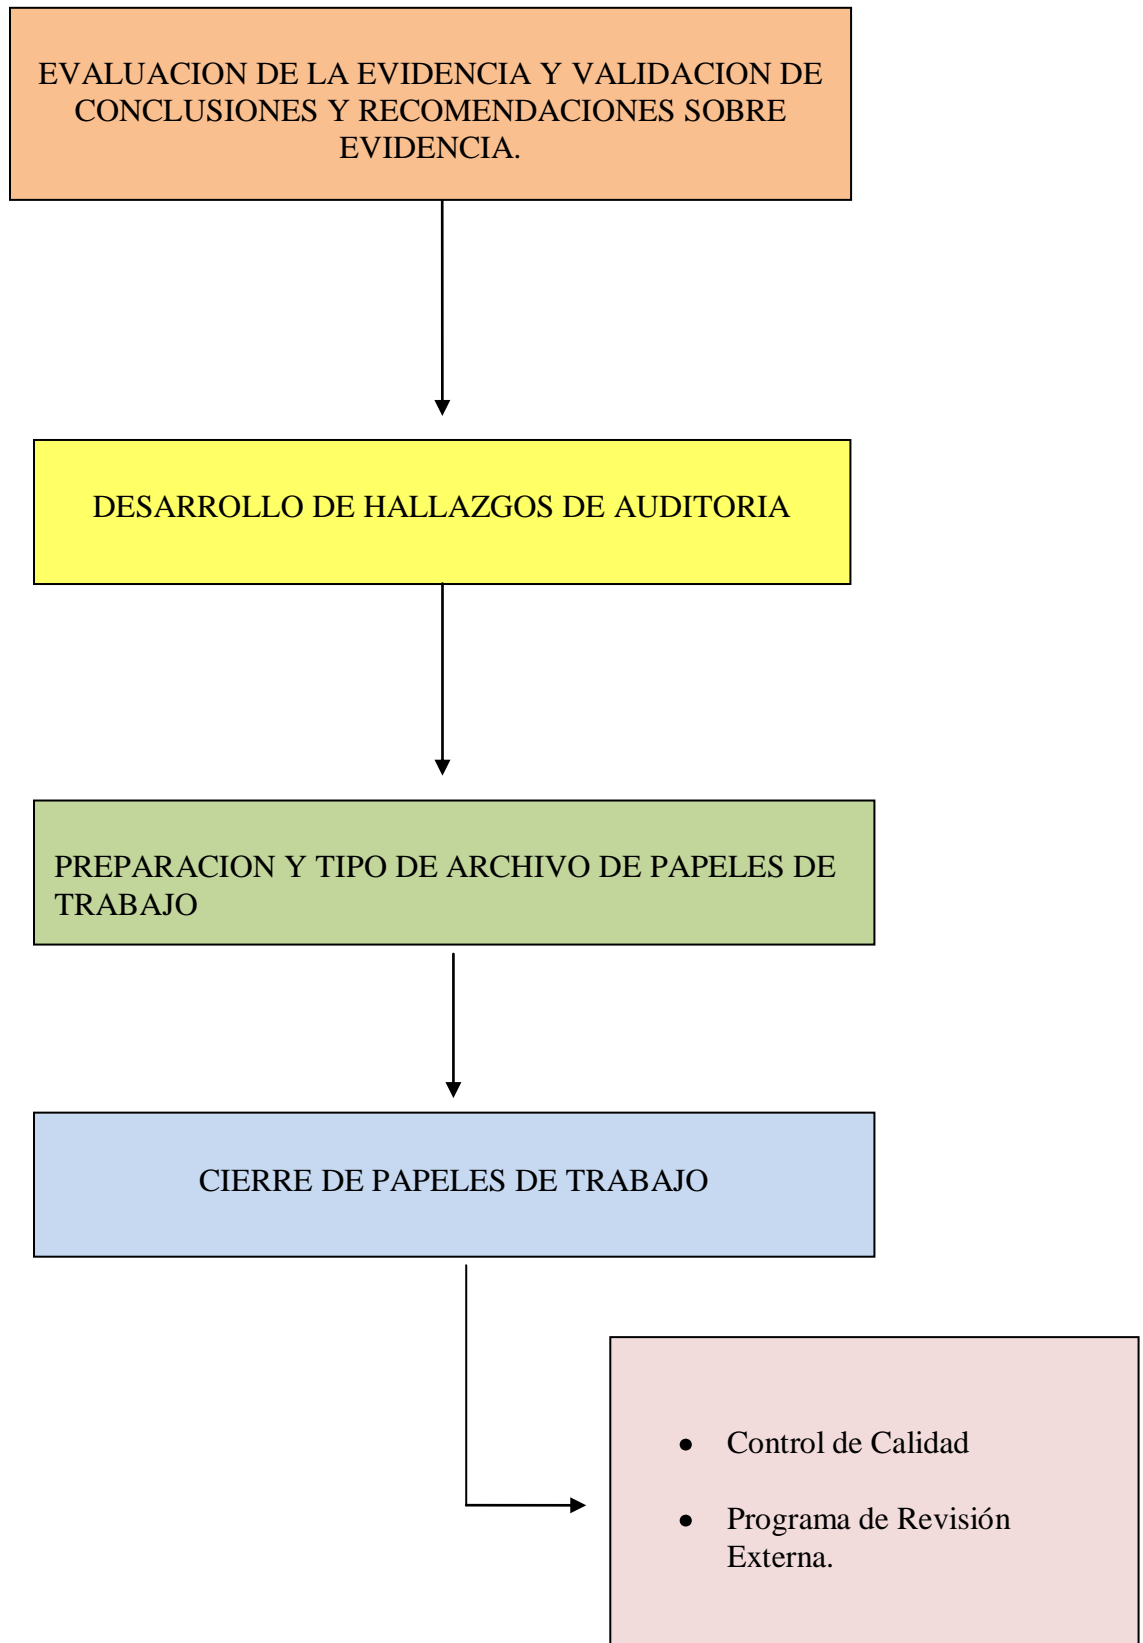 EVALUACION DE LA EVIDENCIA Y VALIDACION DE
CONCLUSIONES Y RECOMENDACIONES SOBRE
EVIDENCIA.
DESARROLLO DE HALLAZGOS DE AUDITORIA
PREPARACION Y TIPO DE ARCHIVO DE PAPELES DE
TRABAJO
CIERRE DE PAPELES DE TRABAJO
• Control de Calidad
• Programa de Revisión
Externa.